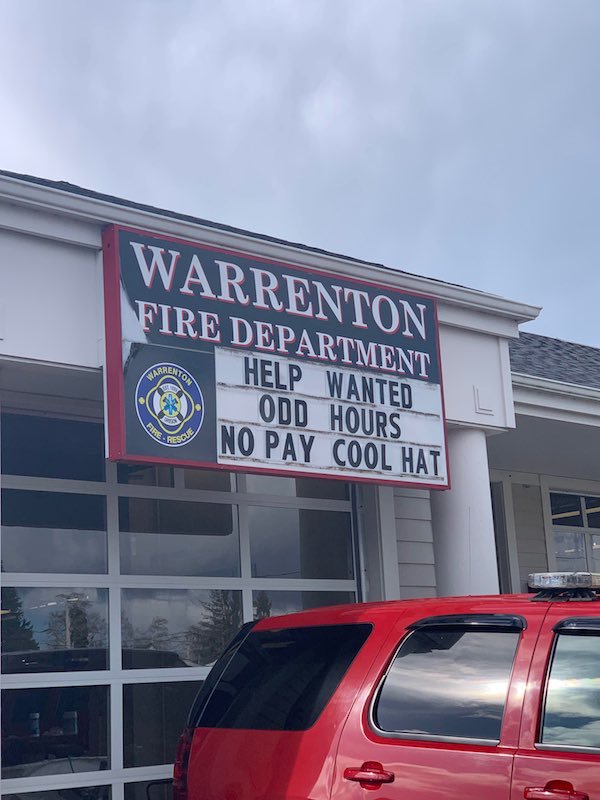 WARRENTON
FIRE DEPARTMENT
HELP WANTED
ODD HOURS
NO PAY COOL HAT
WARRENTON
FIRE - RESCUE